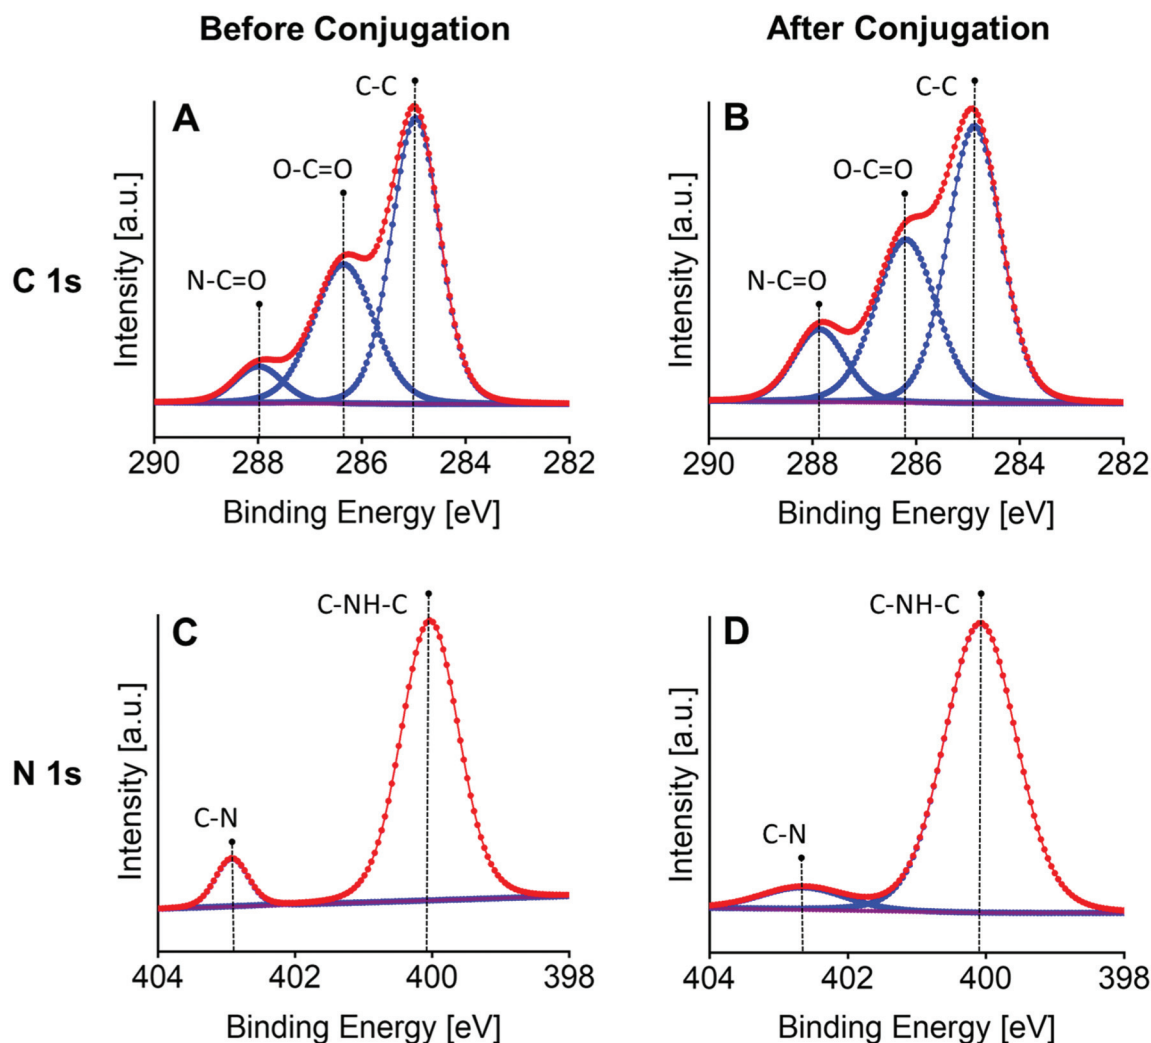 Before Conjugation
After Conjugation
C 1s
A
C-C
O-C=O
N-C=O
Intensity [a.u.]
290 288 286 284 282
Binding Energy [eV]
B
C-C
O-C=O
N-C=O
Intensity [a.u.]
290 288 286 284 282
Binding Energy [eV]
N 1s
C
C-NH-C
C-N
Intensity [a.u.]
404 402 400 398
Binding Energy [eV]
D
C-NH-C
C-N
Intensity [a.u.]
404 402 400 398
Binding Energy [eV]